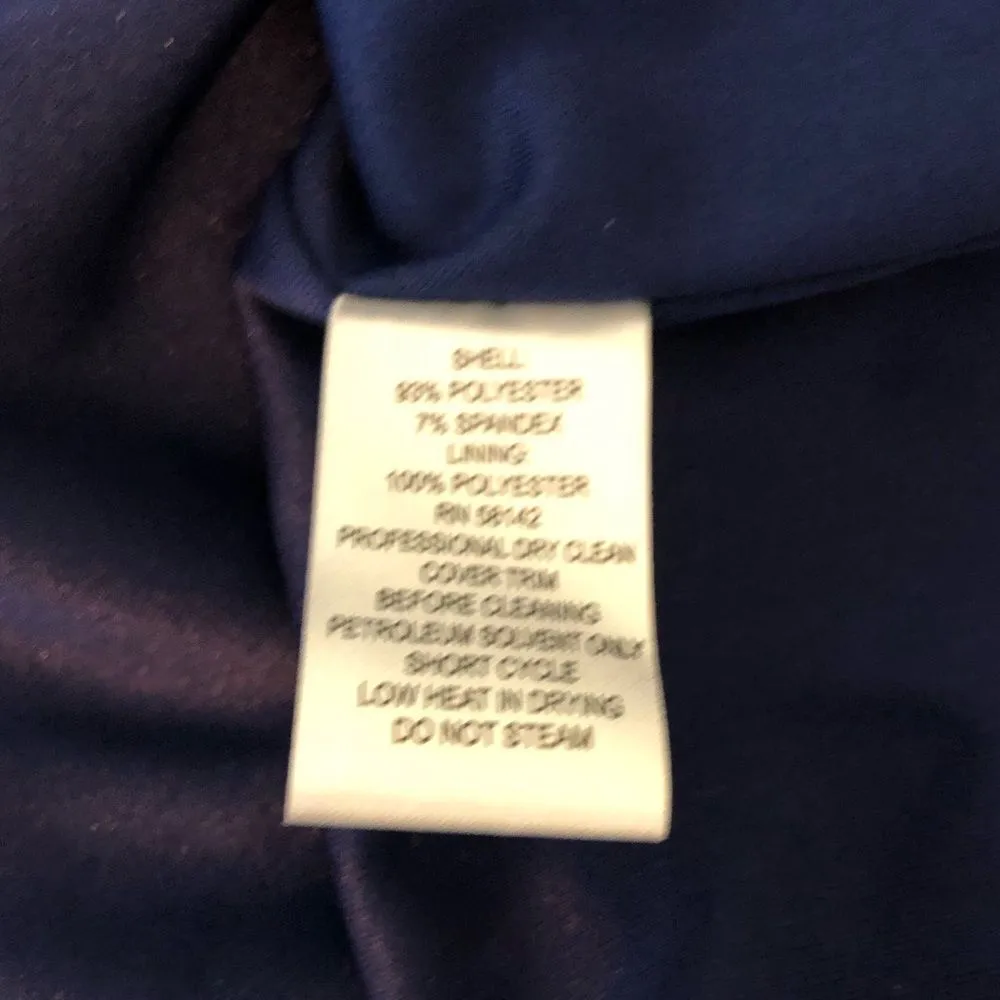 SHELL:
93% POLYESTER
7% SPANDEX
LINING:
100% POLYESTER
RN 58142
PROFESSIONAL DRY CLEAN
COVER TRIM
BEFORE CLEANING
PETROLEUM SOLVENT ONLY
SHORT CYCLE
LOW HEAT IN DRYING
DO NOT STEAM